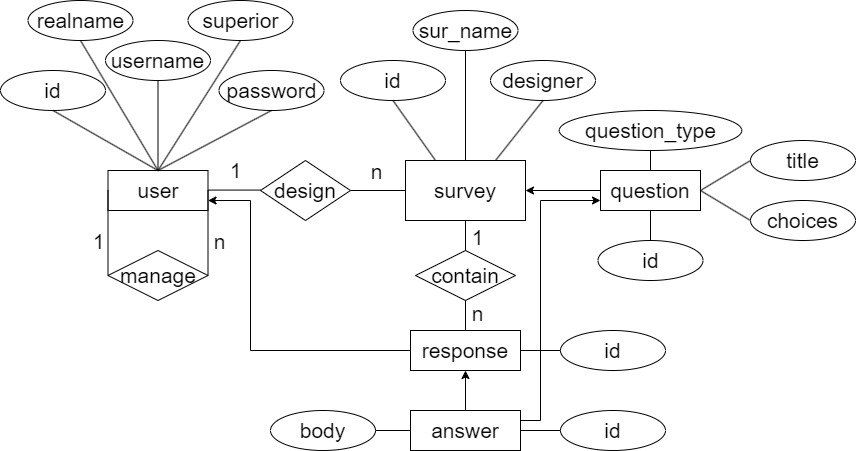 realname
superior
sur_name
username
id
password
id
designer
question_type
title
user
1
design
n
survey
question
choices
1
n
manage
1
contain
id
n
response
id
body
answer
id